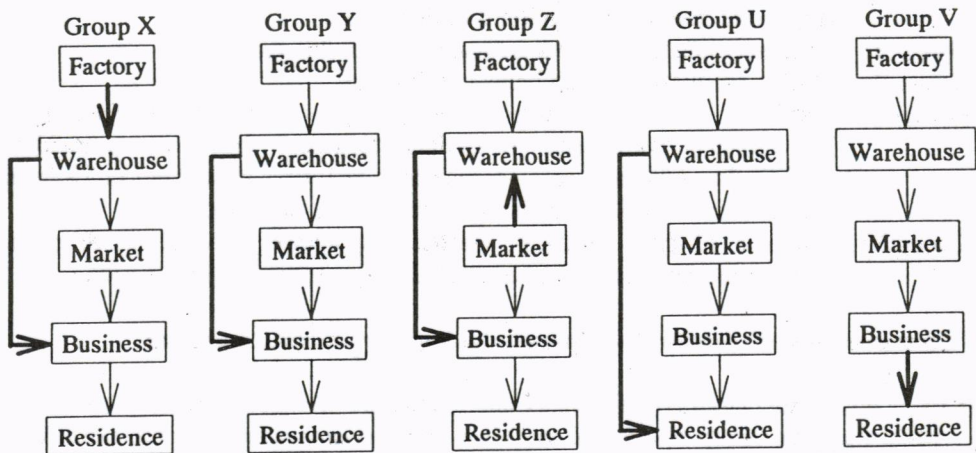 Group X Group Y Group Z Group U Group V
Factory Factory Factory Factory Factory
Warehouse Warehouse Warehouse Warehouse Warehouse
Market Market Market Market Market
Business Business Business Business Business
Residence Residence Residence Residence Residence